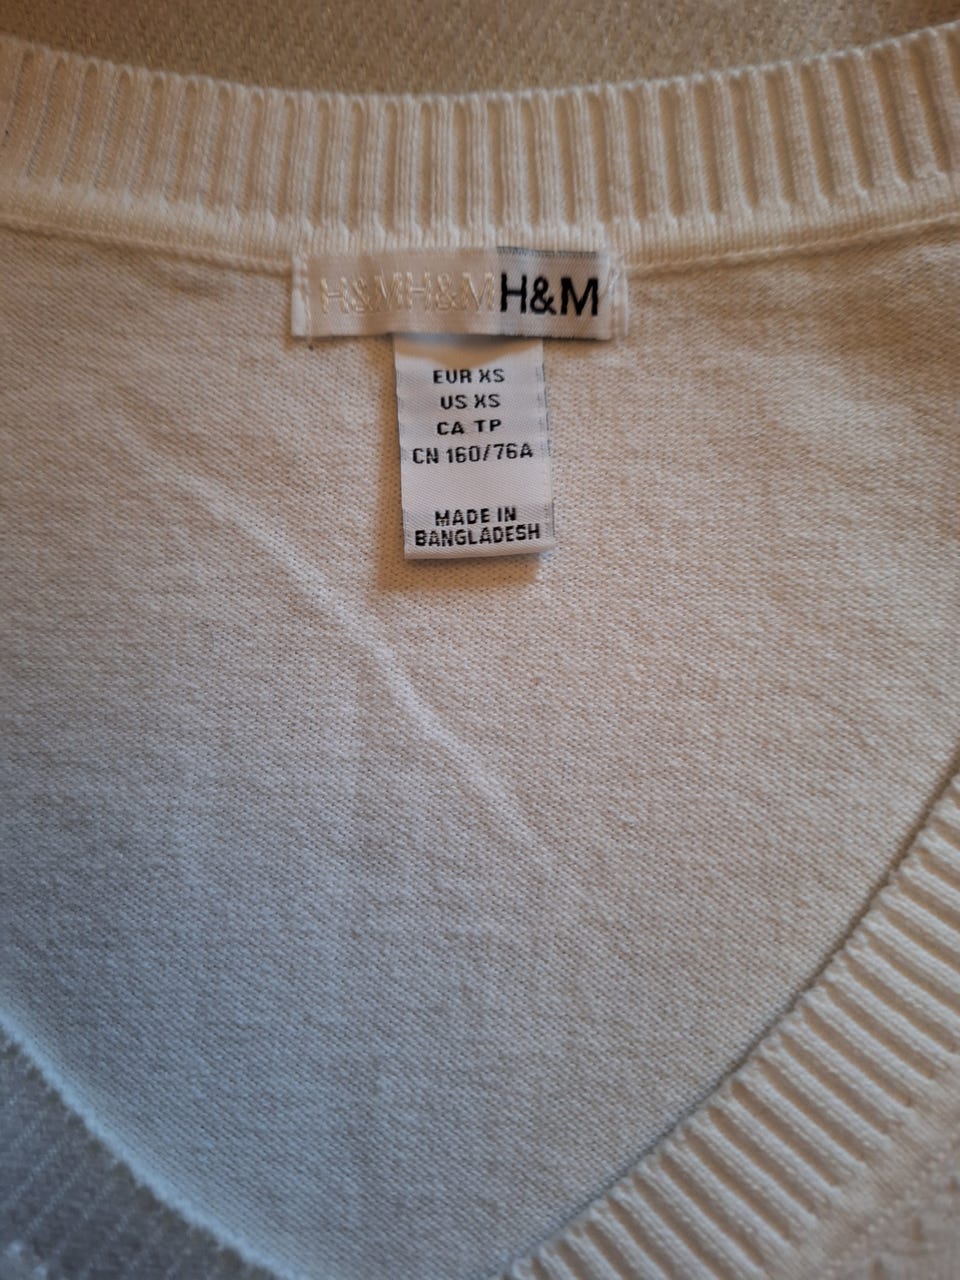 H&MH&MH&M
EUR XS
US XS
CA TP
CN 160/76A
MADE IN
BANGLADESH